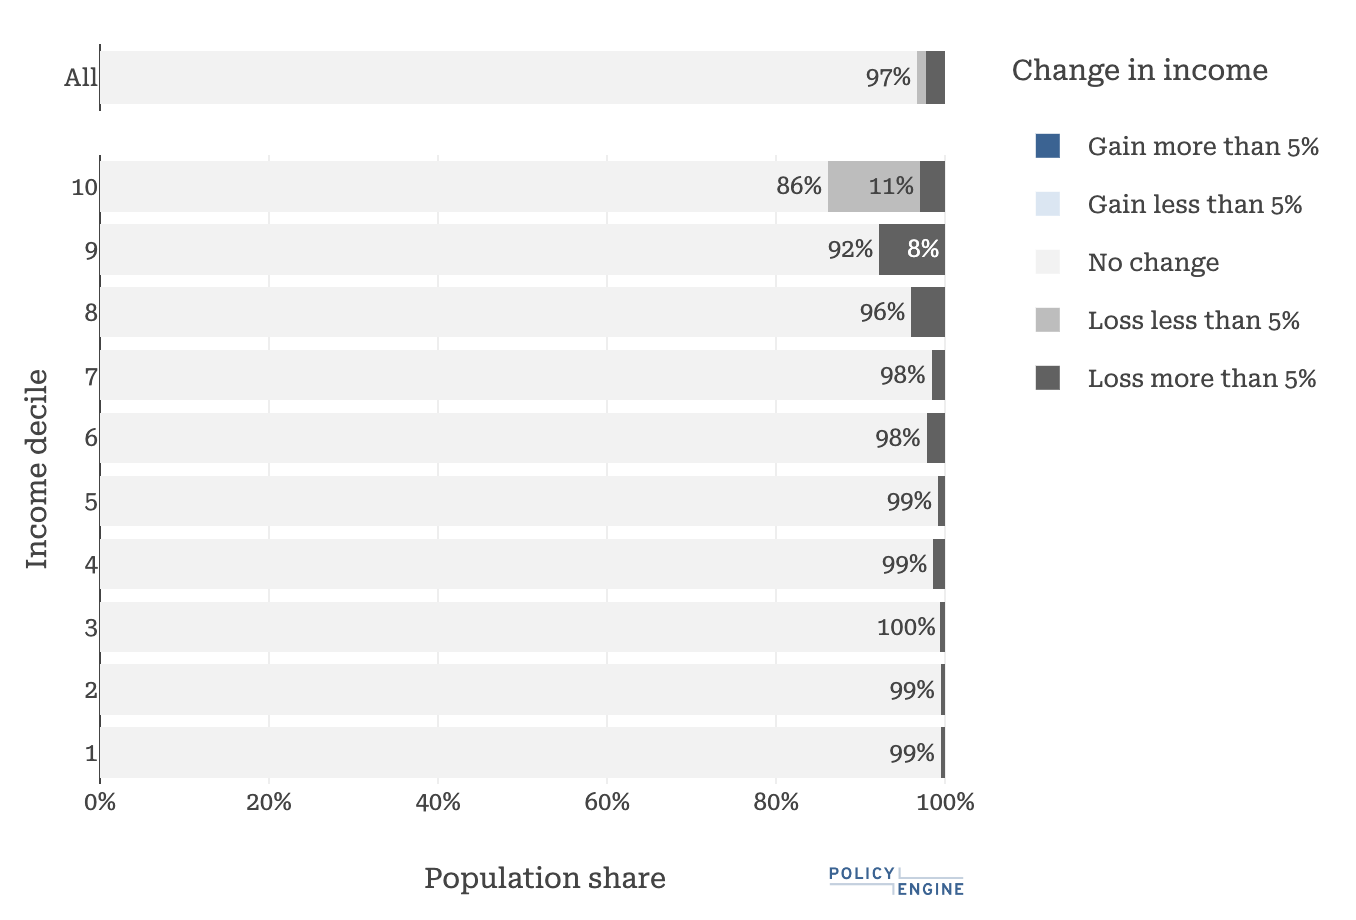 All
97%
10
86%
11%
9
92%
8%
8
96%
7
98%
6
98%
5
99%
4
99%
3
100%
2
99%
1
99%
0%
20%
40%
60%
80%
100%
Income decile
Population share
Change in income
Gain more than 5%
Gain less than 5%
No change
Loss less than 5%
Loss more than 5%
POLICY
ENGINE